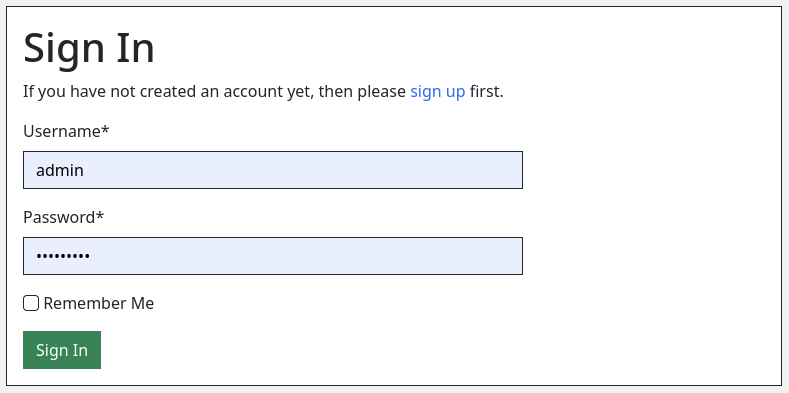 Sign In
If you have not created an account yet, then please sign up first.
Username*
admin
Password*
•••••••••
Remember Me
Sign In